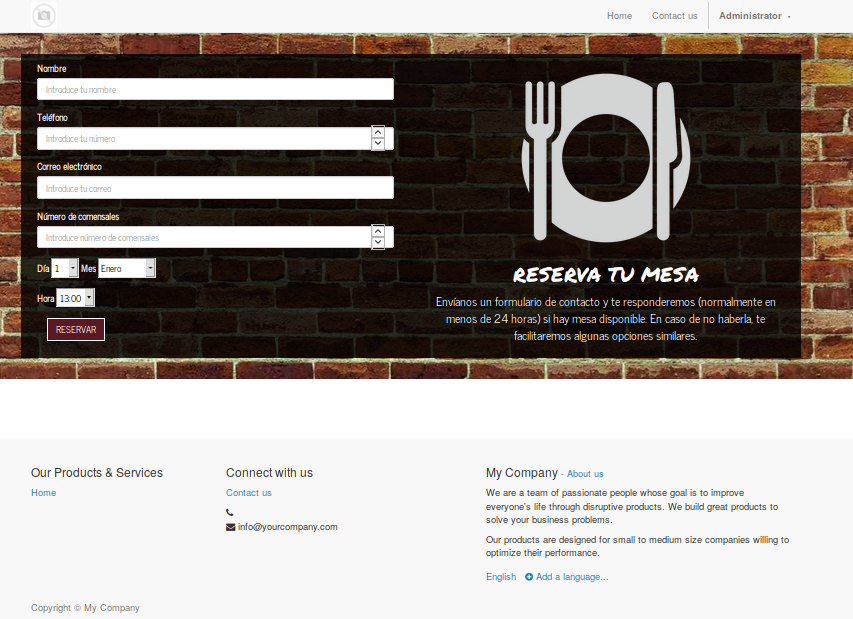 Home Contact us Administrator
Nombre
Introduce tu nombre
Teléfono
Introduce tu número
Correo electrónico
Introduce tu correo
Número de comensales
Introduce número de comensales
Día 1 Mes Enero
Hora 13:00
RESERVAR
RESERVA TU MESA
Envíanos un formulario de contacto y te responderemos (normalmente en
menos de 24 horas) si hay mesa disponible. En caso de no haberla, te
facilitaremos algunas opciones similares.
Our Products & Services
Home
Connect with us
Contact us
info@yourcompany.com
My Company - About us
We are a team of passionate people whose goal is to improve
everyone's life through disruptive products. We build great products to
solve your business problems.
Our products are designed for small to medium size companies willing to
optimize their performance.
English Add a language...
Copyright © My Company